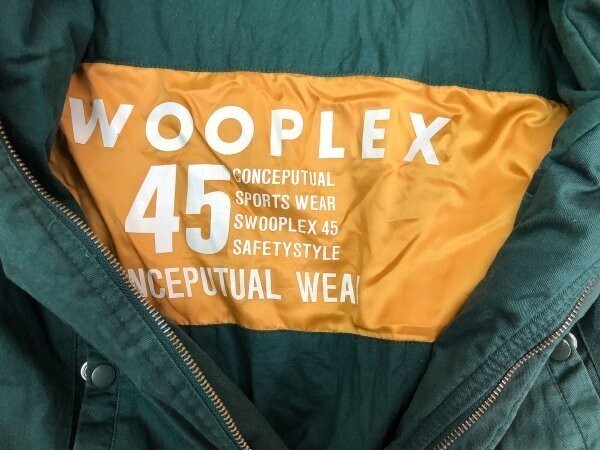 WOOPLEX
45
CONCEPUTUAL
SPORTS WEAR
SWOOPLEX 45
SAFETYSTYLE
NCEPUTUAL WEA